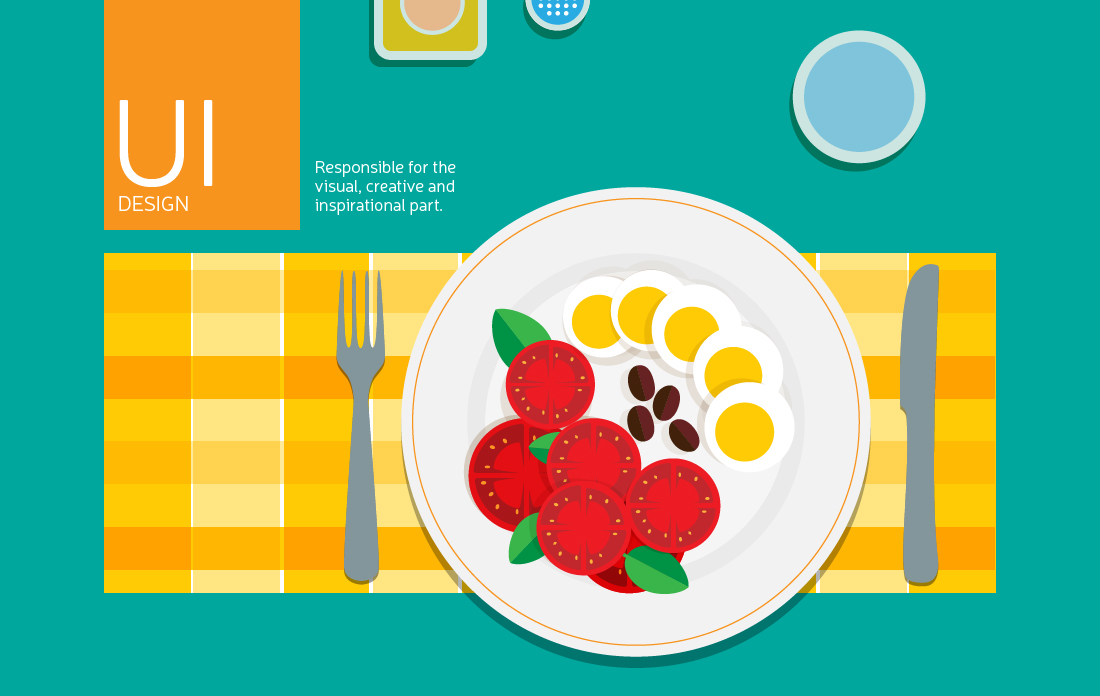 UI
DESIGN
Responsible for the
visual, creative and
inspirational part.